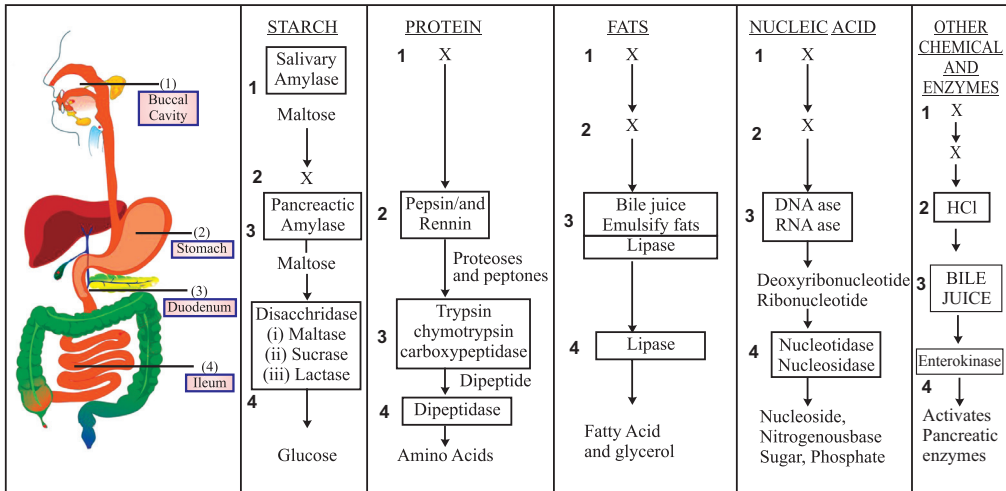 (1)
Buccal
Cavity
(2)
Stomach
(3)
Duodenum
(4)
Ileum
STARCH
1
Salivary
Amylase
Maltose
2
X
3
Pancreactic
Amylase
Maltose
Disacchridase
(i) Maltase
(ii) Sucrase
(iii) Lactase
4
Glucose
PROTEIN
1
X
2
Pepsin/and
Rennin
Proteoses
and peptones
3
Trypsin
chymotrypsin
carboxypeptidase
Dipeptide
4
Dipeptidase
Amino Acids
FATS
1
X
2
X
3
Bile juice
Emulsify fats
Lipase
4
Lipase
Fatty Acid
and glycerol
NUCLEIC ACID
1
X
2
X
3
DNA ase
RNA ase
Deoxyribonucleotide
Ribonucleotide
4
Nucleotidase
Nucleosidase
Nucleoside,
Nitrogenousbase
Sugar, Phosphate
OTHER
CHEMICAL
AND
ENZYMES
1
X
X
2
HCl
3
BILE
JUICE
Enterokinase
4
Activates
Pancreatic
enzymes